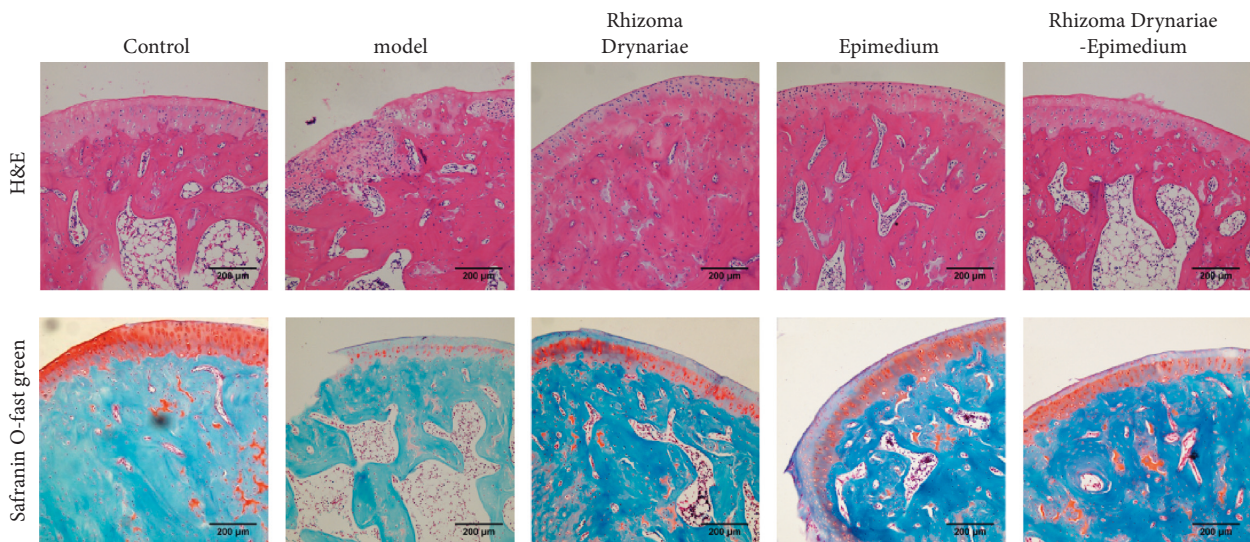 Control
model
Rhizoma
Drynariae
Epimedium
Rhizoma Drynariae
-Epimedium
H&E
200 μm
200 μm
200 μm
200 μm
200 μm
Safranin O-fast green
200 μm
200 μm
200 μm
200 μm
200 μm